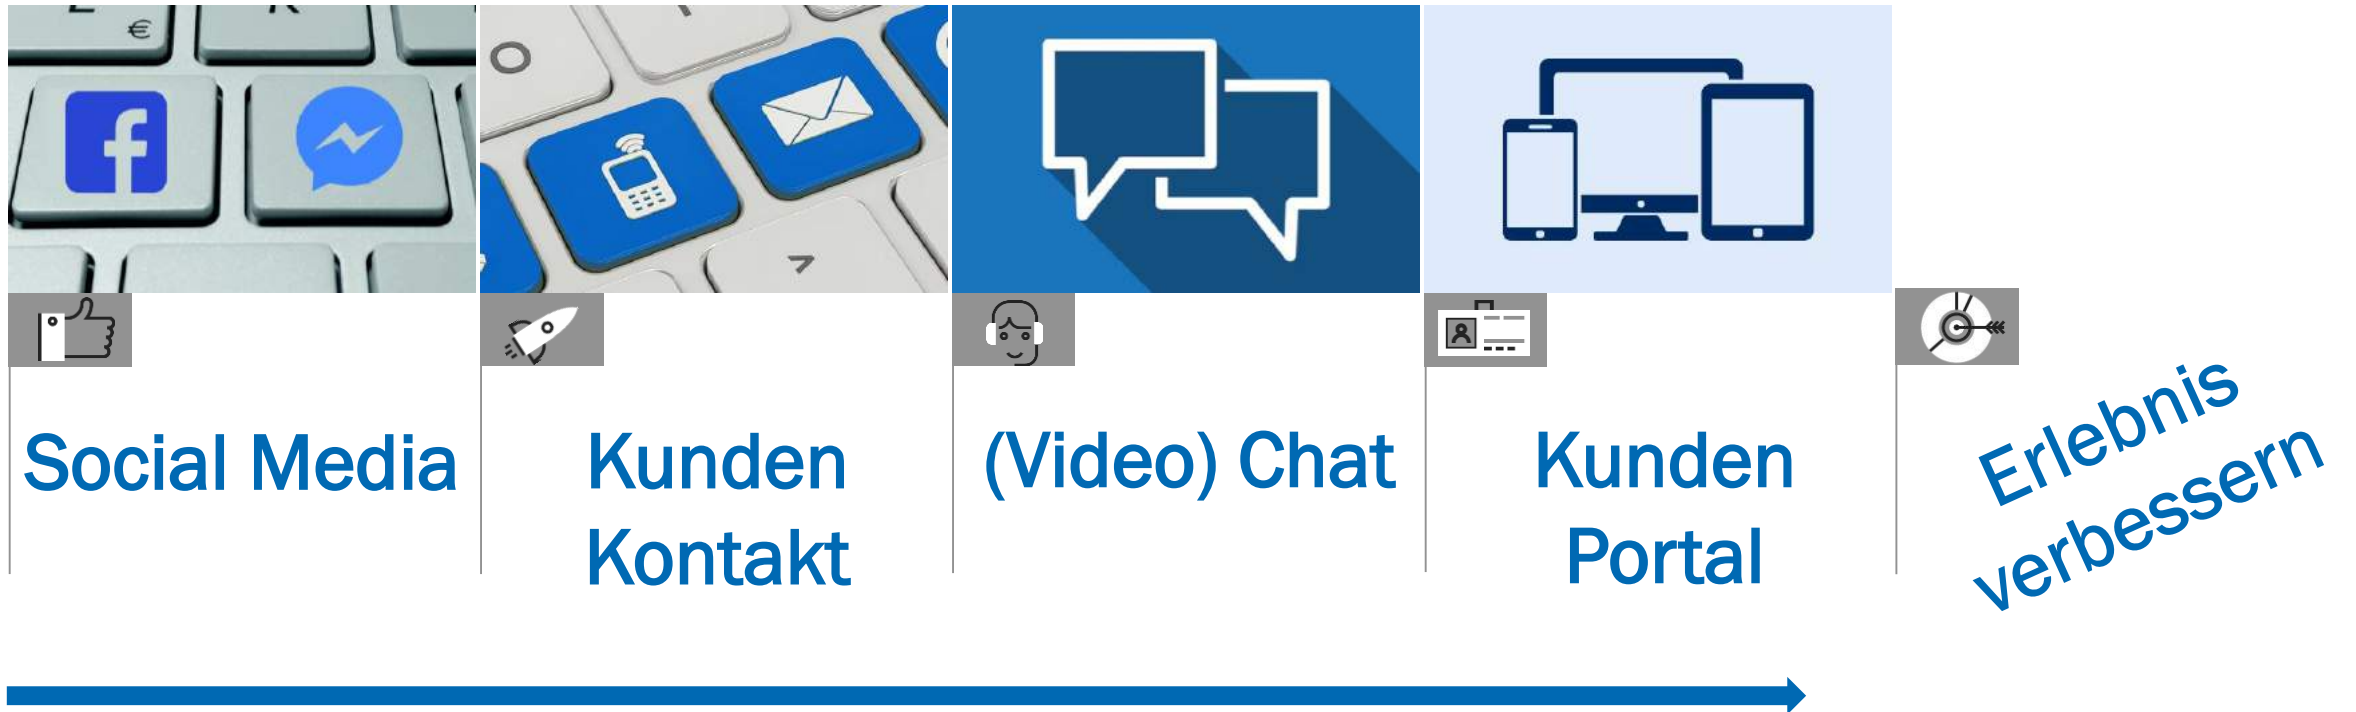 Social Media
Kunden
Kontakt
(Video) Chat
Kunden
Portal
Erlebnis
verbessern